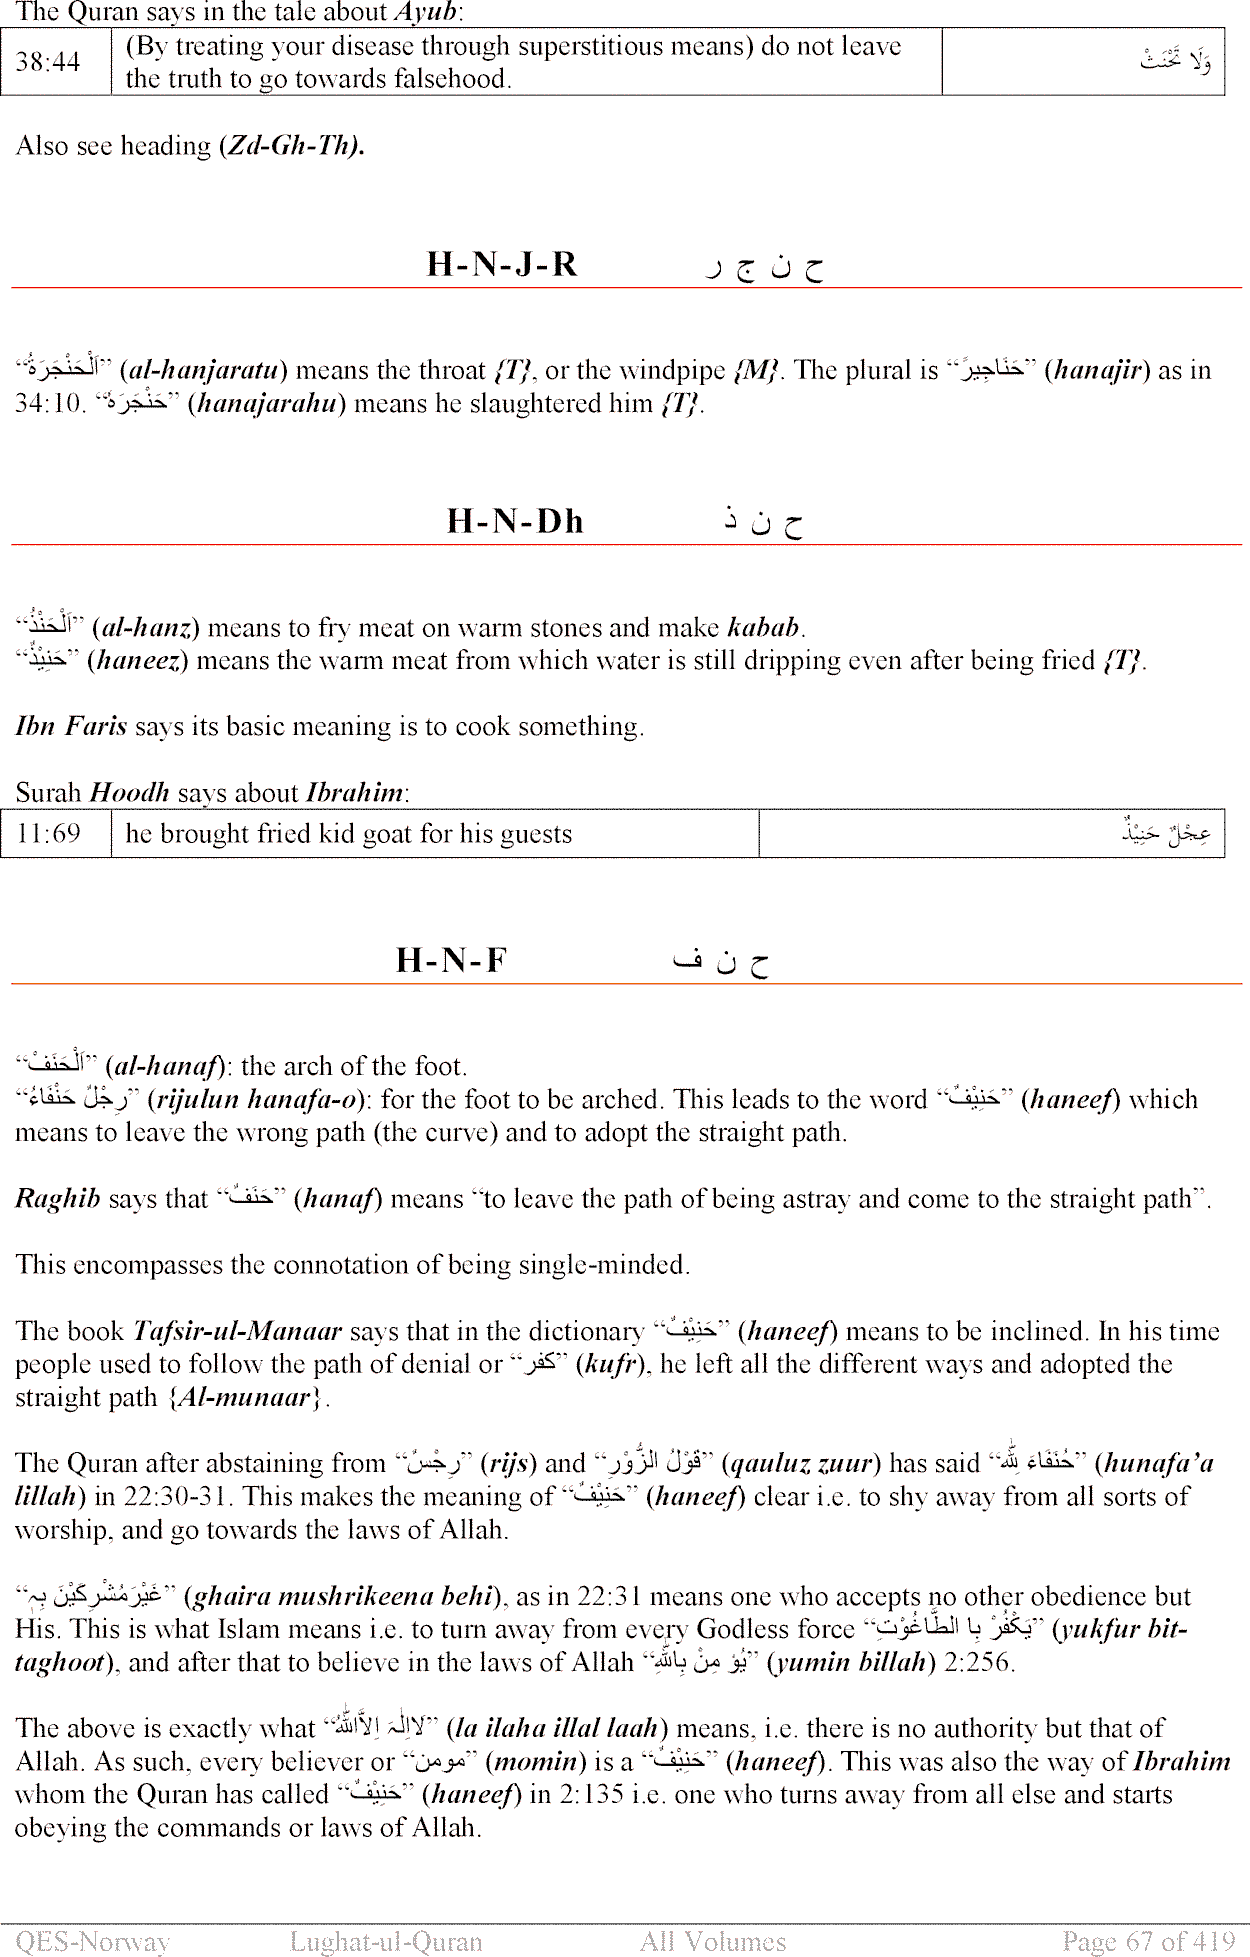 The Quran says in the tale about Ayub:
38:44 (By treating your disease through superstitious means) do not leave وَلَا تَحْنَثْ
the truth to go towards falsehood.
Also see heading (Zd-Gh-Th).
H-N-J-R ح ن ج ر
“اَلْحَنْجَرَةُ” (al-hanjaratu) means the throat {T}, or the windpipe {M}. The plural is “حَنَاجِيرُ” (hanajir) as in
34:10. “حَنْجَرَهٗ” (hanajarahu) means he slaughtered him {T}.
H-N-Dh ح ن ذ
“اَلْحَنْذُ” (al-hanz) means to fry meat on warm stones and make kabab.
“حَنِيْذٌ” (haneez) means the warm meat from which water is still dripping even after being fried {T}.
Ibn Faris says its basic meaning is to cook something.
Surah Hoodh says about Ibrahim:
11:69 he brought fried kid goat for his guests عِجْلٌ حَنِيْذٌ
H-N-F ح ن ف
“اَلْحَنَفْ” (al-hanaf): the arch of the foot.
“رِجْلٌ حَنْفَاءُ” (rijulun hanafa-o): for the foot to be arched. This leads to the word “حَنِيْفٌ” (haneef) which
means to leave the wrong path (the curve) and to adopt the straight path.
Raghib says that “حَنَفٌ” (hanaf) means “to leave the path of being astray and come to the straight path”.
This encompasses the connotation of being single-minded.
The book Tafsir-ul-Manaar says that in the dictionary “حَنِيْفٌ” (haneef) means to be inclined. In his time
people used to follow the path of denial or “کفر” (kufr), he left all the different ways and adopted the
straight path {Al-munaar}.
The Quran after abstaining from “رِجْسٌ” (rijs) and “قَوْلُ الزُّوْر” (qauluz zuur) has said “حُنَفَاءَ لِلّٰہِ” (hunafa’a
lillah) in 22:30-31. This makes the meaning of “حَنِيْفٌ” (haneef) clear i.e. to shy away from all sorts of
worship, and go towards the laws of Allah.
“غَيْرَمُشْرِكَيْنَ بِہٖ” (ghaira mushrikeena behi), as in 22:31 means one who accepts no other obedience but
His. This is what Islam means i.e. to turn away from every Godless force “يَكْفُرْ بِا الطَّاغُوْتِ” (yukfur bit-
taghoot), and after that to believe in the laws of Allah “يُوْ مِنْ بِاللّٰہِ” (yumin billah) 2:256.
The above is exactly what “لَااِلٰہَ اِلَّااللّٰہُ” (la ilaha illal laah) means, i.e. there is no authority but that of
Allah. As such, every believer or “مومن” (momin) is a “حَنِيْفٌ” (haneef). This was also the way of Ibrahim
whom the Quran has called “حَنِيْفٌ” (haneef) in 2:135 i.e. one who turns away from all else and starts
obeying the commands or laws of Allah.
QES-Norway Lughat-ul-Quran All Volumes Page 67 of 419